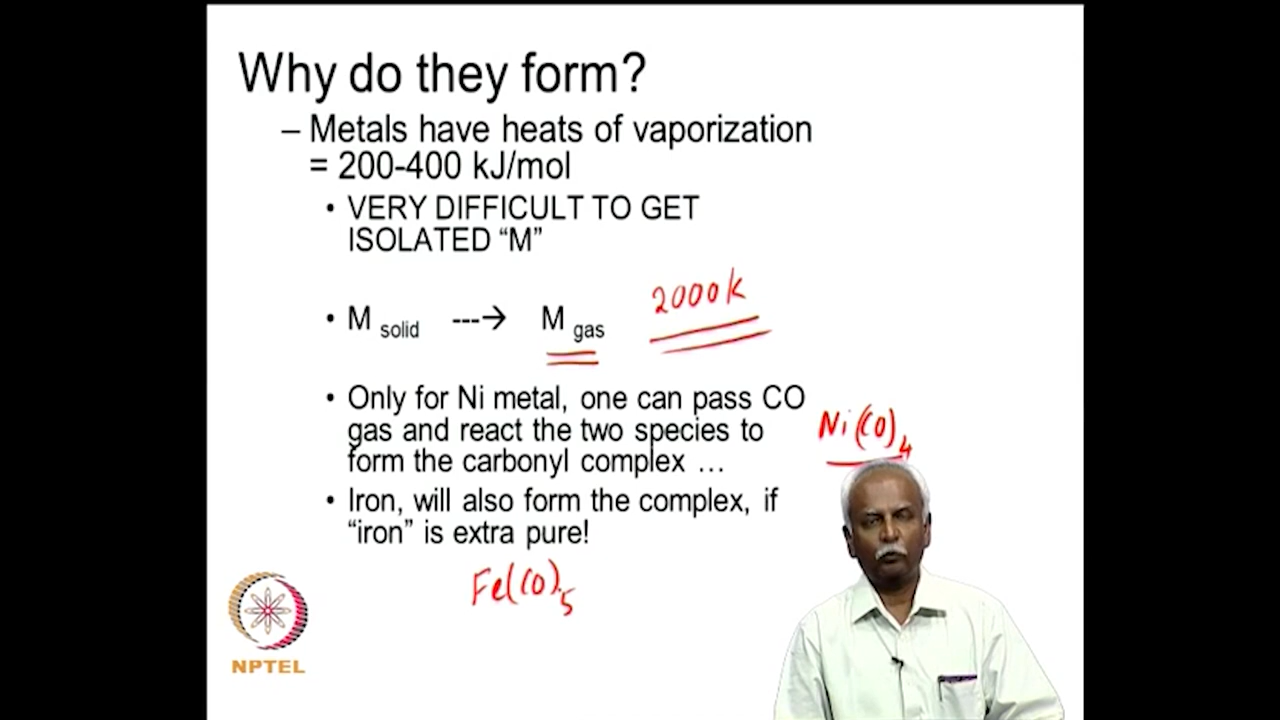 Why do they form?
– Metals have heats of vaporization
= 200-400 kJ/mol
• VERY DIFFICULT TO GET
ISOLATED “M”
2000k
• M solid ---→ M gas
• Only for Ni metal, one can pass CO
gas and react the two species to
form the carbonyl complex …
Ni(CO)4
• Iron, will also form the complex, if
“iron” is extra pure!
Fe(CO)5
NPTEL